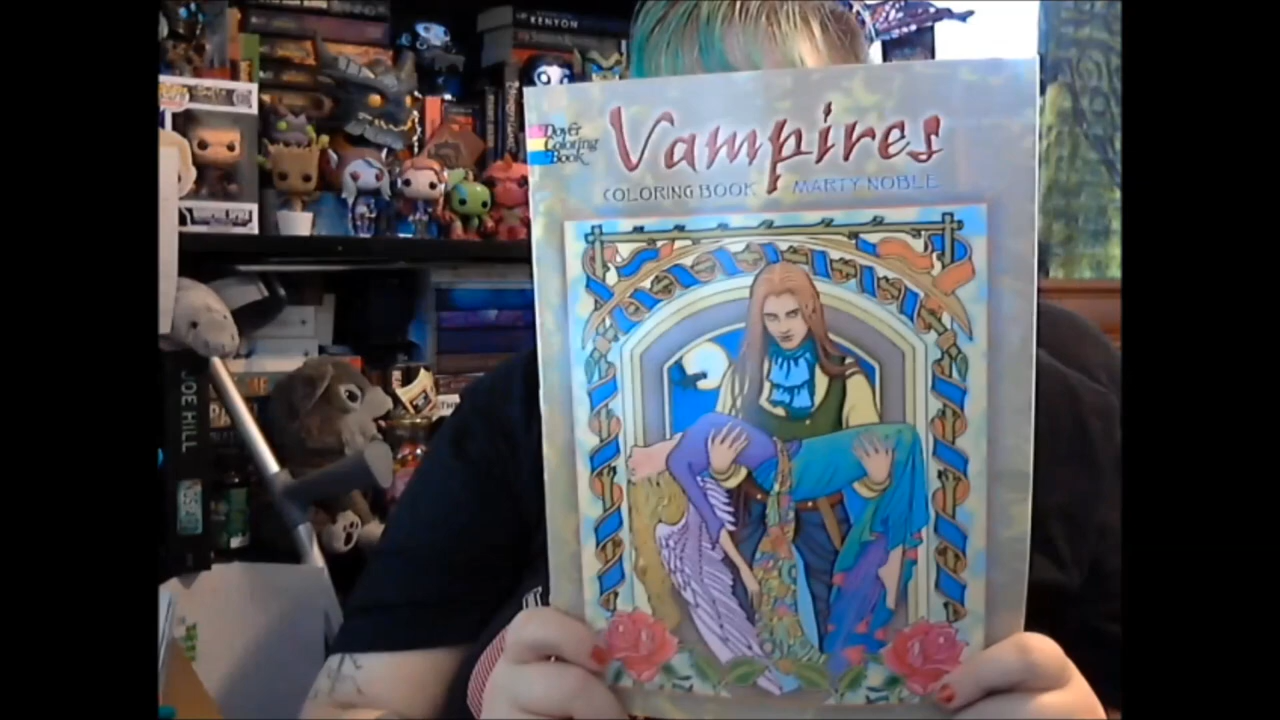 KENYON
Dover
Coloring
Book
Vampires
COLORING BOOK MARTY NOBLE
JOE HILL